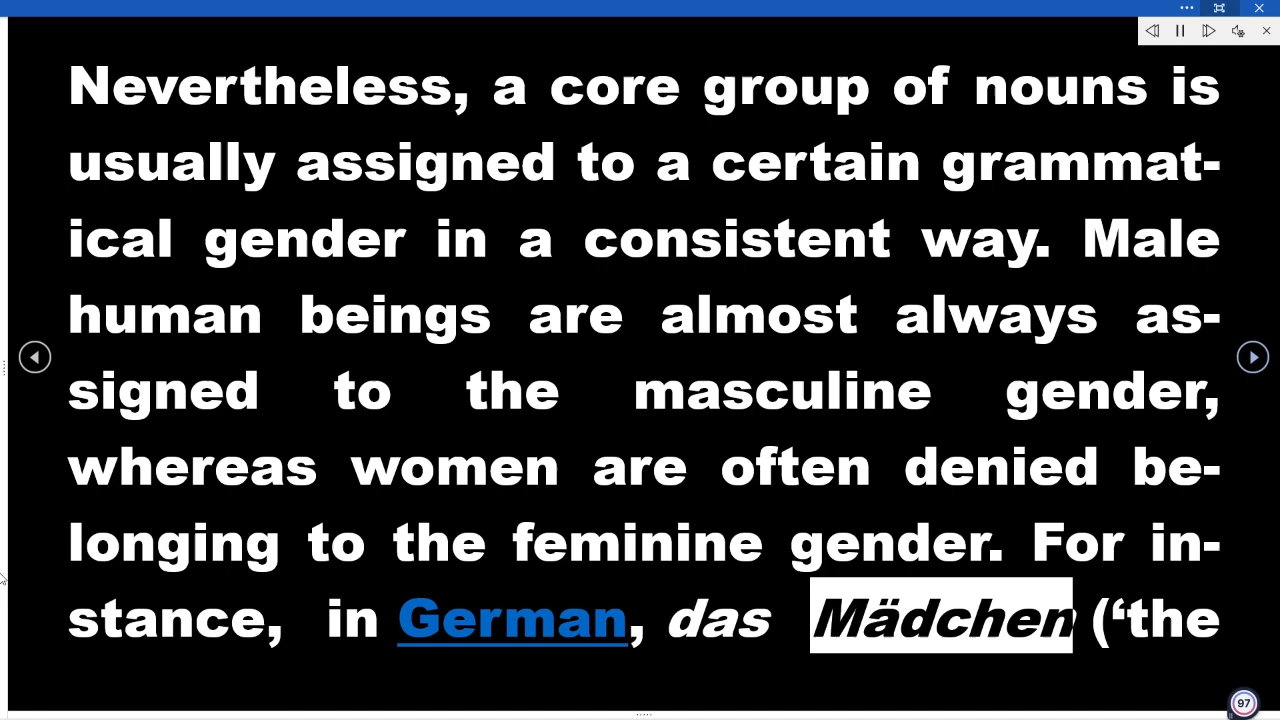 Nevertheless, a core group of nouns is
usually assigned to a certain grammat-
ical gender in a consistent way. Male
human beings are almost always as-
signed to the masculine gender,
whereas women are often denied be-
longing to the feminine gender. For in-
stance, in German, das Mädchen (‘the
97